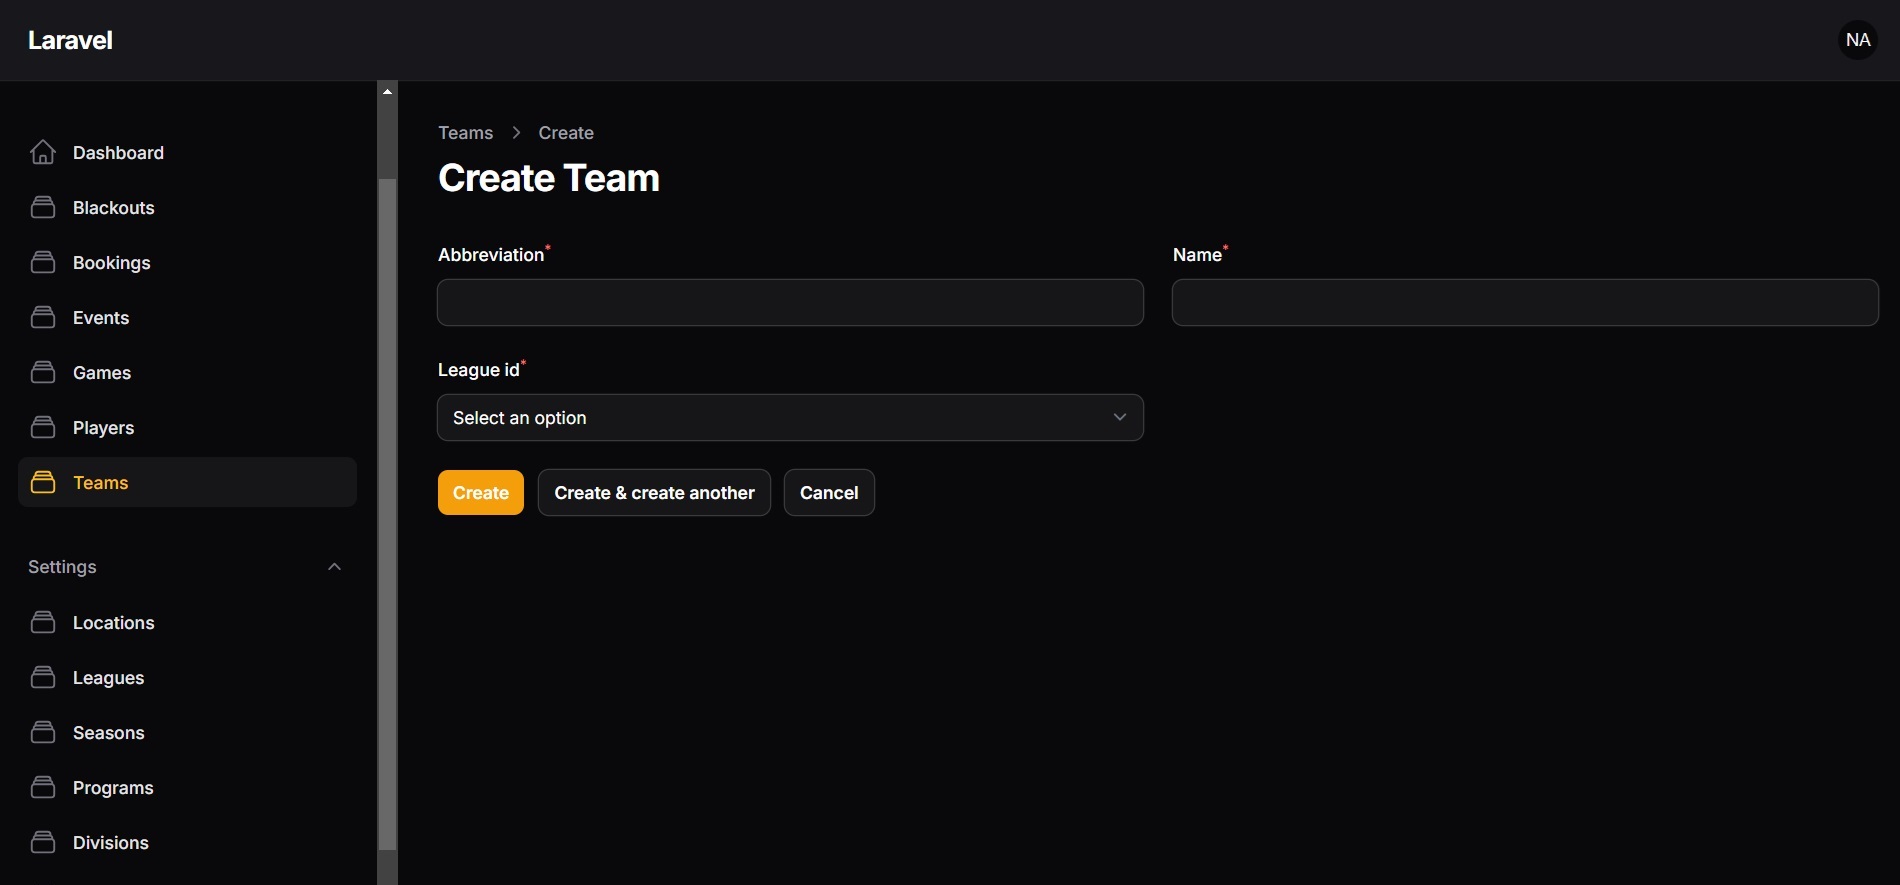 Laravel
NA
Dashboard
Blackouts
Bookings
Events
Games
Players
Teams
Settings
Locations
Leagues
Seasons
Programs
Divisions
Teams > Create
Create Team
Abbreviation*
Name*
League id*
Select an option
Create
Create & create another
Cancel